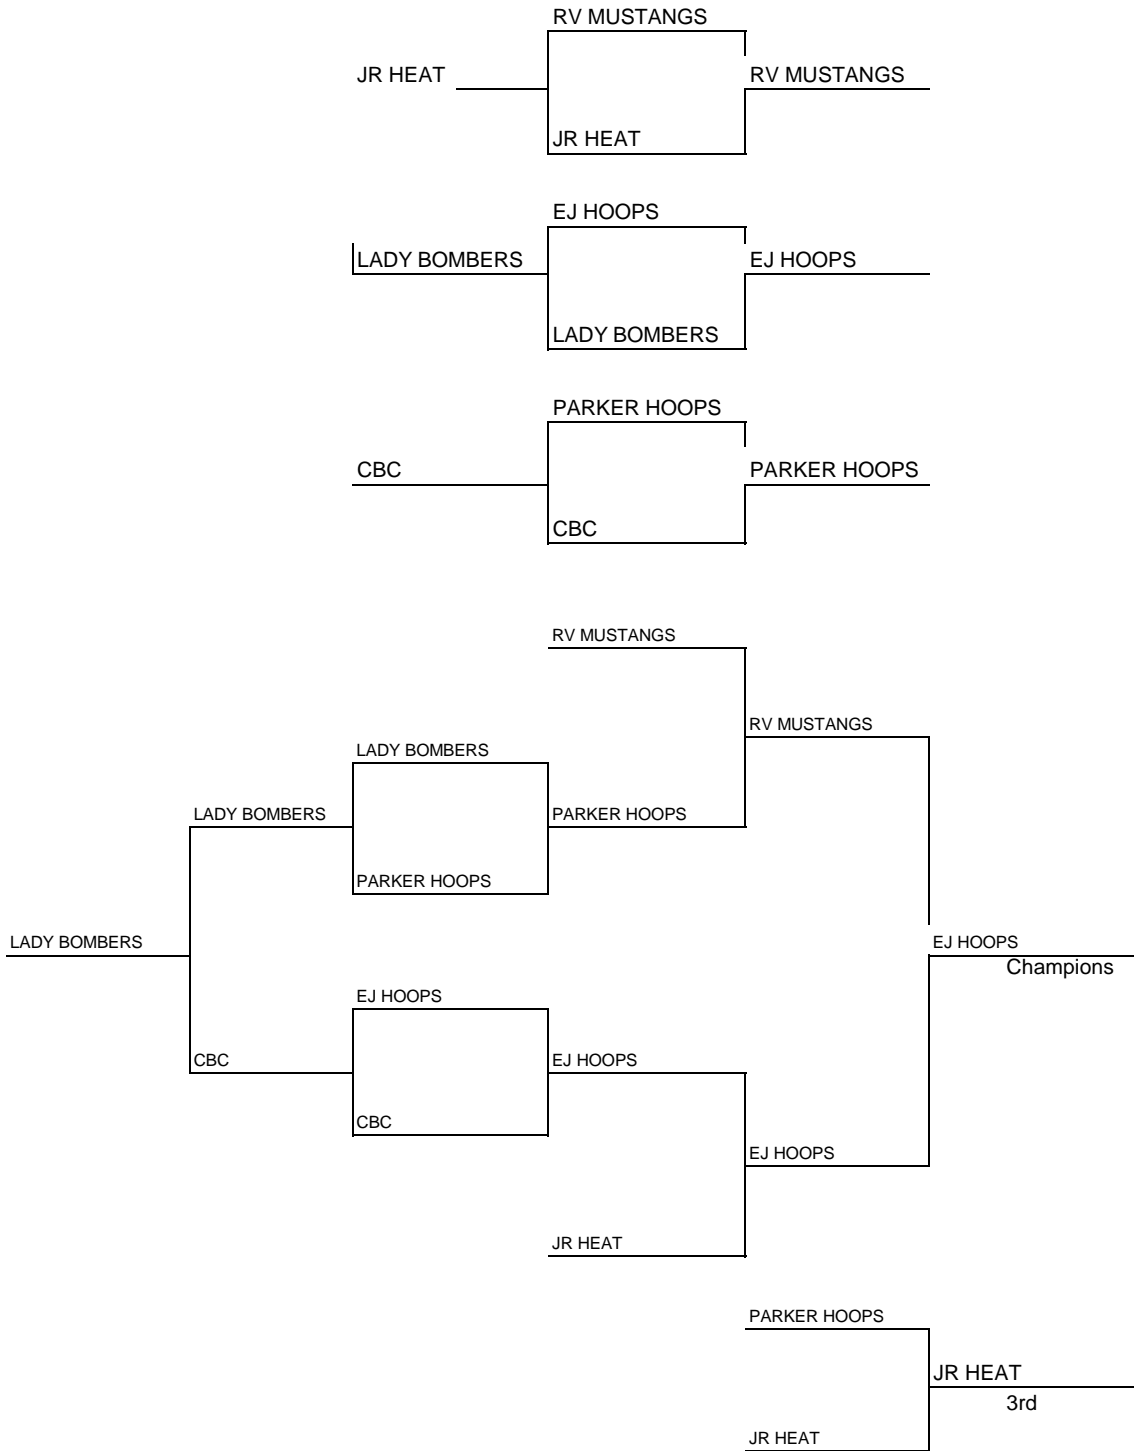 RV MUSTANGS
JR HEAT
RV MUSTANGS
JR HEAT
EJ HOOPS
LADY BOMBERS
EJ HOOPS
LADY BOMBERS
PARKER HOOPS
CBC
PARKER HOOPS
CBC
RV MUSTANGS
RV MUSTANGS
LADY BOMBERS
LADY BOMBERS
PARKER HOOPS
PARKER HOOPS
LADY BOMBERS
EJ HOOPS
Champions
EJ HOOPS
CBC
EJ HOOPS
CBC
EJ HOOPS
JR HEAT
PARKER HOOPS
JR HEAT
3rd
JR HEAT